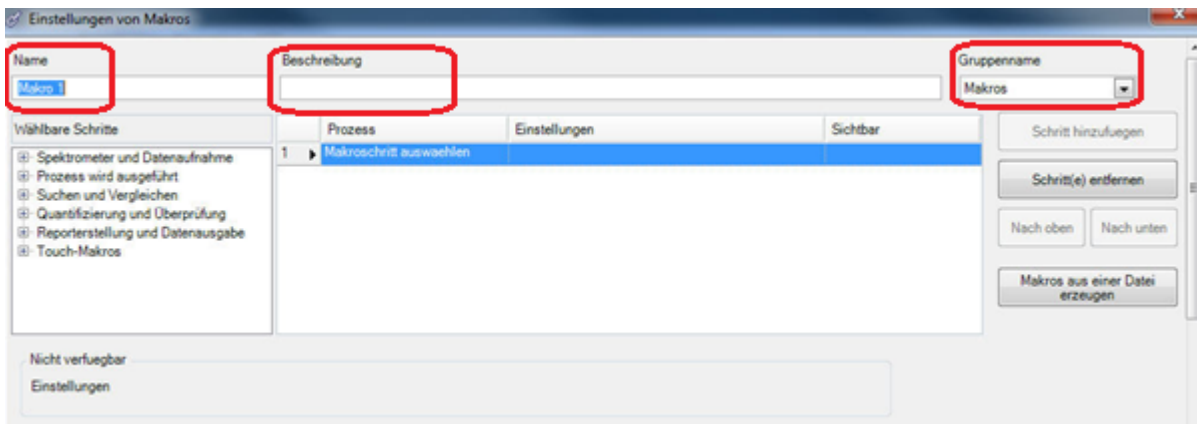 Einstellungen von Makros
Name Beschreibung Gruppenname
Makro 1 Makros
Wählbare Schritte Prozess Einstellungen Sichtbar Schritt hinzufuegen
1 Makroschritt auswaehlen
Spektrometer und Datenaufnahme
Prozess wird ausgeführt
Suchen und Vergleichen
Quantifizierung und Überprüfung
Reporterstellung und Datenausgabe
Touch-Makros
Schritt(e) entfernen
Nach oben Nach unten
Makros aus einer Datei
erzeugen
Nicht verfuegbar
Einstellungen